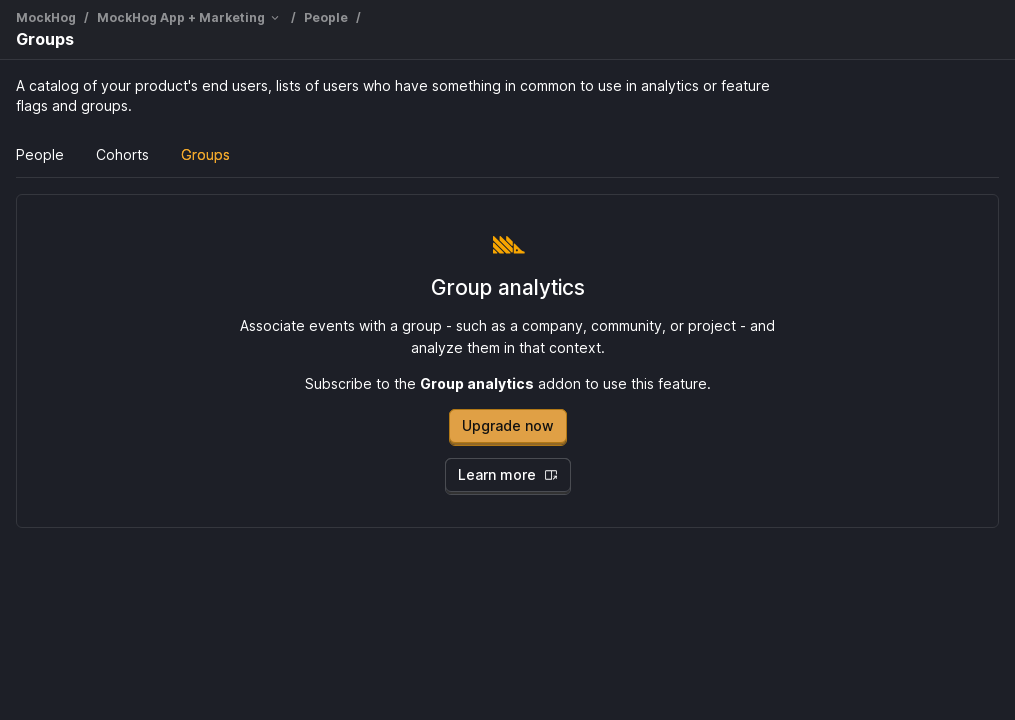 MockHog / MockHog App + Marketing / People /
Groups
A catalog of your product's end users, lists of users who have something in common to use in analytics or feature
flags and groups.
People Cohorts Groups
Group analytics
Associate events with a group - such as a company, community, or project - and
analyze them in that context.
Subscribe to the Group analytics addon to use this feature.
Upgrade now
Learn more